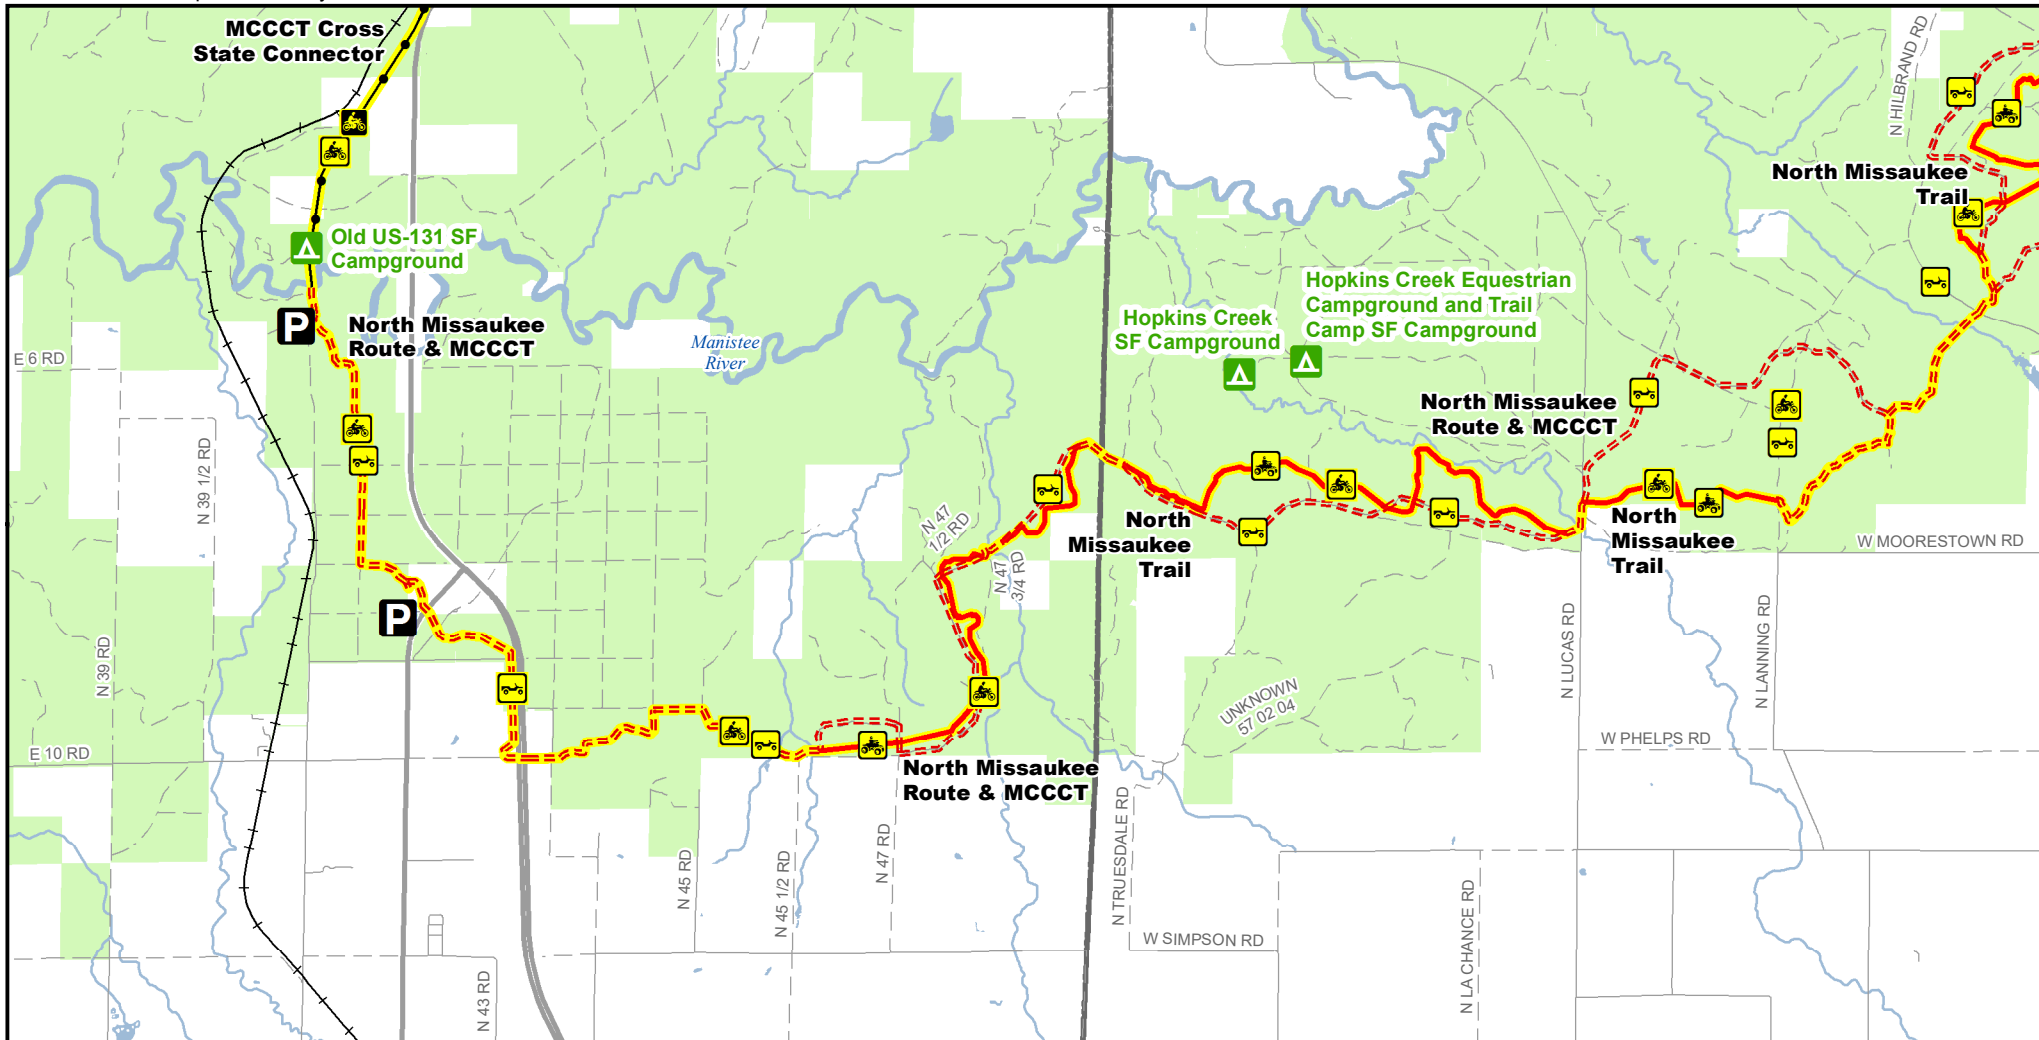 MCCCT Cross
State Connector
N HILBRAND RD
North Missaukee
Trail
Old US-131 SF
Campground
Hopkins Creek Equestrian
Campground and Trail
Camp SF Campground
Hopkins Creek
SF Campground
P
North Missaukee
Route & MCCCT
Manistee
River
E 6 RD
North Missaukee
Route & MCCCT
N 39 1/2 RD
N 47
1/2 RD
North
Missaukee
Trail
North
Missaukee
Trail
W MOORESTOWN RD
N 47
3/4 RD
P
N 39 RD
N LUCAS RD
N LANNING RD
UNKNOWN
57 02 04
E 10 RD
W PHELPS RD
North Missaukee
Route & MCCCT
N TRUESDALE RD
N 45 RD
N 45 1/2 RD
N 47 RD
W SIMPSON RD
N LA CHANCE RD
N 43 RD